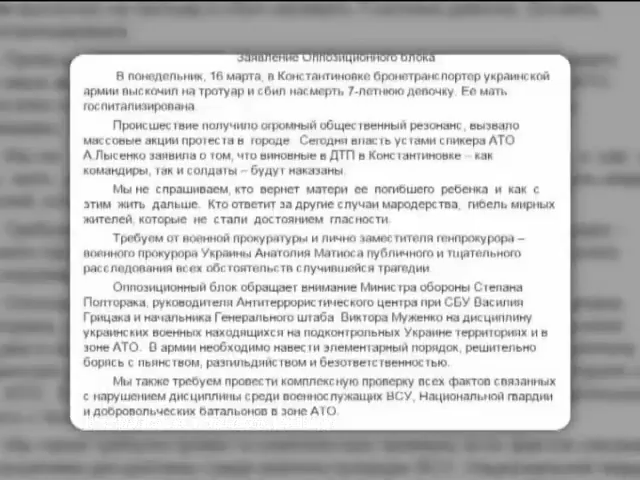 Заявление Оппозиционного блока
В понедельник, 16 марта, в Константиновке бронетранспортер украинской
армии выскочил на тротуар и сбил насмерть 7-летнюю девочку. Ее мать
госпитализирована.
Происшествие получило огромный общественный резонанс, вызвало
массовые акции протеста в городе. Сегодня власть устами спикера АТО
А.Лысенко заявила о том, что виновные в ДТП в Константиновке – как
командиры, так и солдаты – будут наказаны.
Мы не спрашиваем, кто вернет матери ее погибшего ребенка и как с
этим жить дальше. Кто ответит за другие случаи мародерства, гибель мирных
жителей, которые не стали достоянием гласности.
Требуем от военной прокуратуры и лично заместителя генпрокурора –
военного прокурора Украины Анатолия Матиоса публичного и тщательного
расследования всех обстоятельств случившейся трагедии.
Оппозиционный блок обращает внимание Министра обороны Степана
Полторака, руководителя Антитеррористического центра при СБУ Василия
Грицака и начальника Генерального штаба Виктора Муженко на дисциплину
украинских военных находящихся на подконтрольных Украине территориях и в
зоне АТО. В армии необходимо навести элементарный порядок, решительно
борясь с пьянством, разгильдяйством и безответственностью.
Мы также требуем провести комплексную проверку всех фактов связанных
с нарушением дисциплины среди военнослужащих ВСУ, Национальной гвардии
и добровольческих батальонов в зоне АТО.